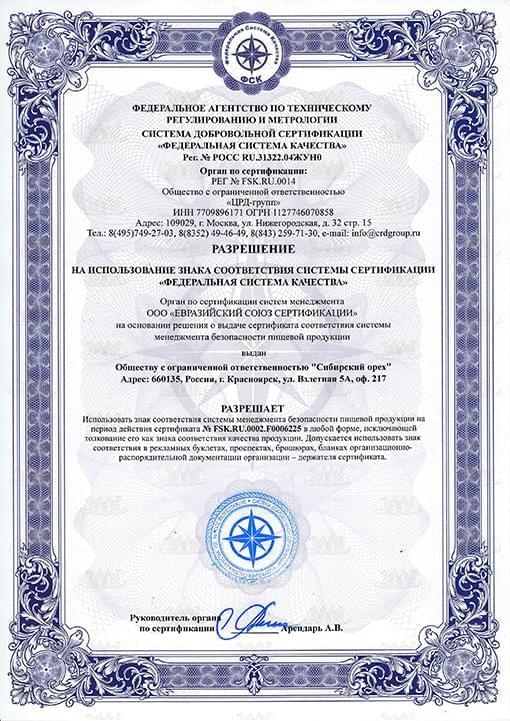 Федеральная Система Качества
ФСК
ФЕДЕРАЛЬНОЕ АГЕНТСТВО ПО ТЕХНИЧЕСКОМУ
РЕГУЛИРОВАНИЮ И МЕТРОЛОГИИ
СИСТЕМА ДОБРОВОЛЬНОЙ СЕРТИФИКАЦИИ
«ФЕДЕРАЛЬНАЯ СИСТЕМА КАЧЕСТВА»
Рег. № РОСС RU.31322.04ЖУН0
Орган по сертификации:
РЕГ № FSK.RU.0014
Общество с ограниченной ответственностью
«ЦРД-групп»
ИНН 7709896171 ОГРН 1127746070858
Адрес: 109029, г. Москва, ул. Нижегородская, д. 32 стр. 15
Тел.: 8(495)749-27-03, 8(8352) 49-46-49, 8(843) 259-71-30, e-mail: info@crdgroup.ru
РАЗРЕШЕНИЕ
НА ИСПОЛЬЗОВАНИЕ ЗНАКА СООТВЕТСТВИЯ СИСТЕМЫ СЕРТИФИКАЦИИ
«ФЕДЕРАЛЬНАЯ СИСТЕМА КАЧЕСТВА»
Орган по сертификации систем менеджмента
ООО «ЕВРАЗИЙСКИЙ СОЮЗ СЕРТИФИКАЦИИ»
на основании решения о выдаче сертификата соответствия системы
менеджмента безопасности пищевой продукции
выдан
Обществу с ограниченной ответственностью "Сибирский орех"
Адрес: 660135, Россия, г. Красноярск, ул. Взлетная 5А, оф. 217
РАЗРЕШАЕТ
Использовать знак соответствия системы менеджмента безопасности пищевой продукции на
период действия сертификата № FSK.RU.0002.F0006225 в любой форме, исключающей
толкование его как знака соответствия качества продукции. Допускается использовать знак
соответствия в рекламных буклетах, проспектах, брошюрах, бланках организационно-
распорядительной документации организации – держателя сертификата.
Руководитель органа
по сертификации Арендарь А.В.